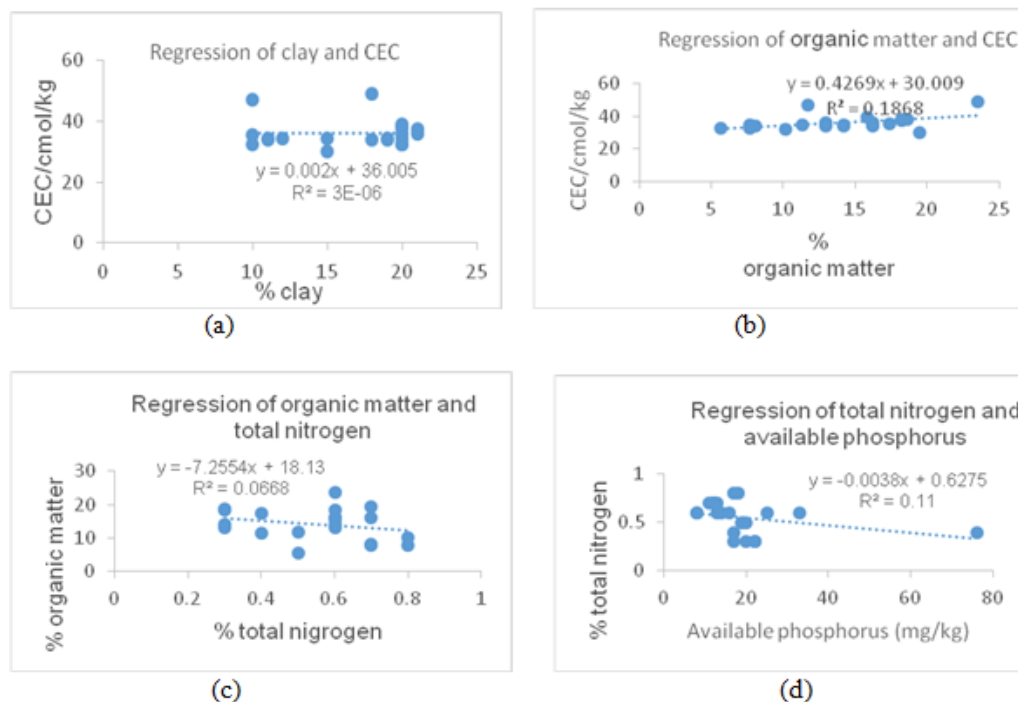 Regression of clay and CEC
CEC/cmol/kg
60
40
20
0
y = 0.002x + 36.005
R² = 3E-06
0 5 10 15 20 25
% clay
(a)
Regression of organic matter and CEC
y = 0.4269x + 30.009
R² = 0.1868
CEC/cmol/kg
60
40
20
0
0 5 10 15 20 25
%
organic matter
(b)
Regression of organic matter and
total nitrogen
y = -7.2554x + 18.13
R² = 0.0668
% organic matter
30
20
10
0
0 0.2 0.4 0.6 0.8 1
% total nigrogen
(c)
Regression of total nitrogen and
available phosphorus
y = -0.0038x + 0.6275
R² = 0.11
% total nitrogen
1
0.5
0
0 20 40 60 80
Available phosphorus (mg/kg)
(d)